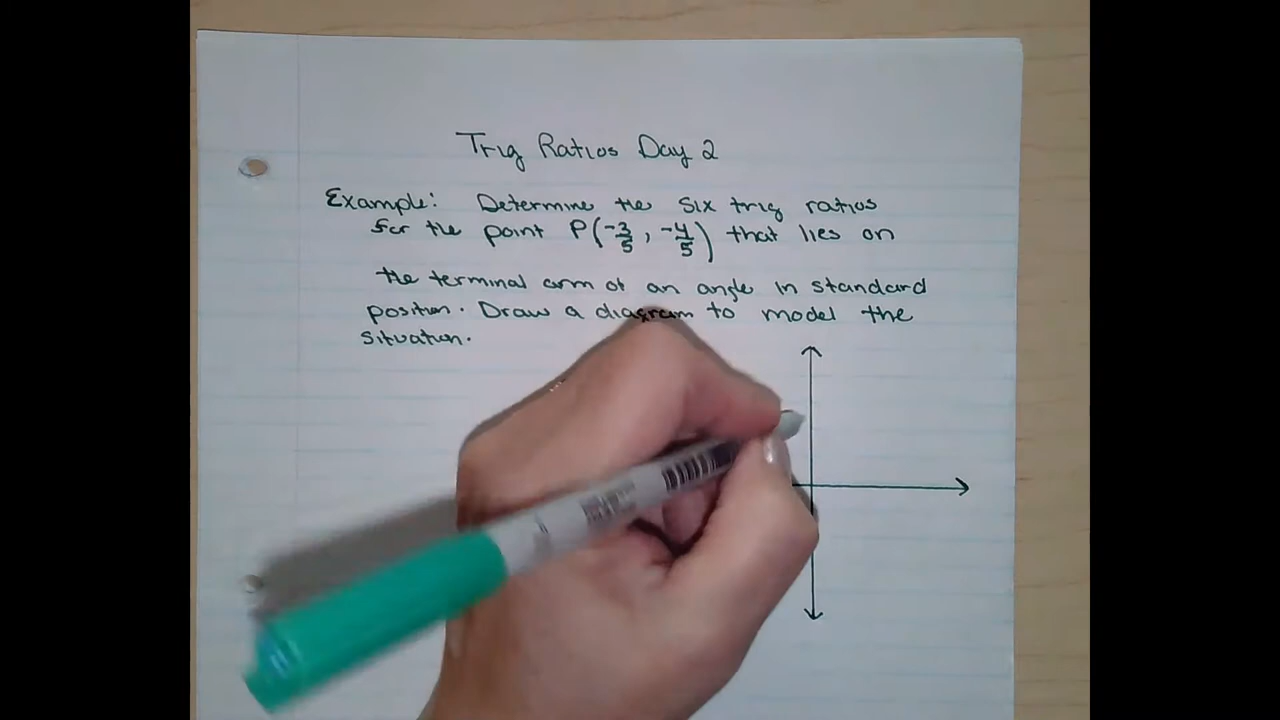 Trig Ratios Day 2
Example: Determine the six trig ratios
for the point P(-3/5, -4/5) that lies on
the terminal arm of an angle in standard
position. Draw a diagram to model the
situation.